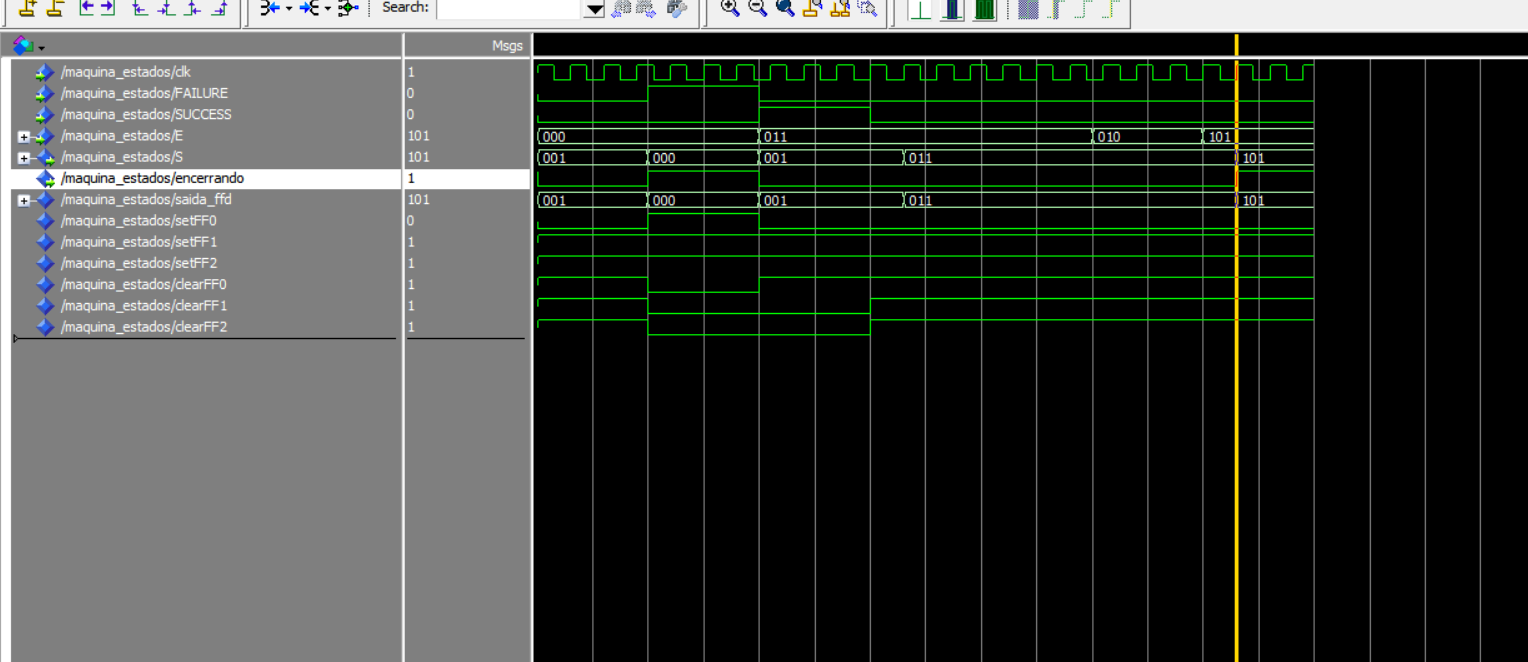 Search:
Msgs
/maquina_estados/clk 1
/maquina_estados/FAILURE 0
/maquina_estados/SUCCESS 0
/maquina_estados/E 101 000 011 010 101
/maquina_estados/S 101 001 000 001 011 101
/maquina_estados/encerrando 1
/maquina_estados/saida_ffd 101 001 000 001 011 101
/maquina_estados/setFF0 0
/maquina_estados/setFF1 1
/maquina_estados/setFF2 1
/maquina_estados/clearFF0 1
/maquina_estados/clearFF1 1
/maquina_estados/clearFF2 1